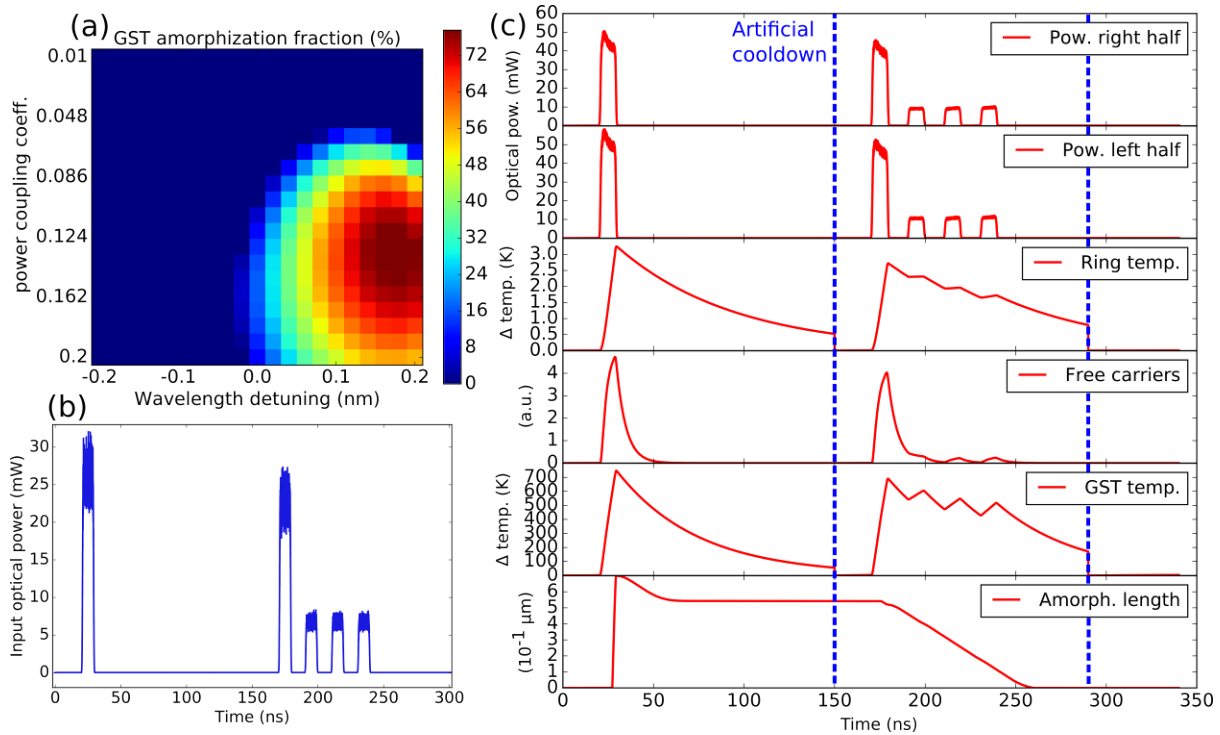 (a)
GST amorphization fraction (%)
0.01
0.048
0.086
0.124
0.162
0.2
power coupling coeff.
-0.2 -0.1 0.0 0.1 0.2
Wavelength detuning (nm)
72
64
56
48
40
32
24
16
8
0
(b)
30
25
20
15
10
5
0
Input optical power (mW)
0 50 100 150 200 250 300
Time (ns)
(c)
60
50
40
30
20
10
0
Optical pow. (mW)
Artificial
cooldown
Pow. right half
50
40
30
20
10
0
Pow. left half
3.0
2.5
2.0
1.5
1.0
0.5
0.0
Δ temp. (K)
Ring temp.
4
3
2
1
0
(a.u.)
Free carriers
700
600
500
400
300
200
100
0
Δ temp. (K)
GST temp.
6
5
4
3
2
1
0
(10⁻¹ μm)
Amorph. length
0 50 100 150 200 250 300 350
Time (ns)